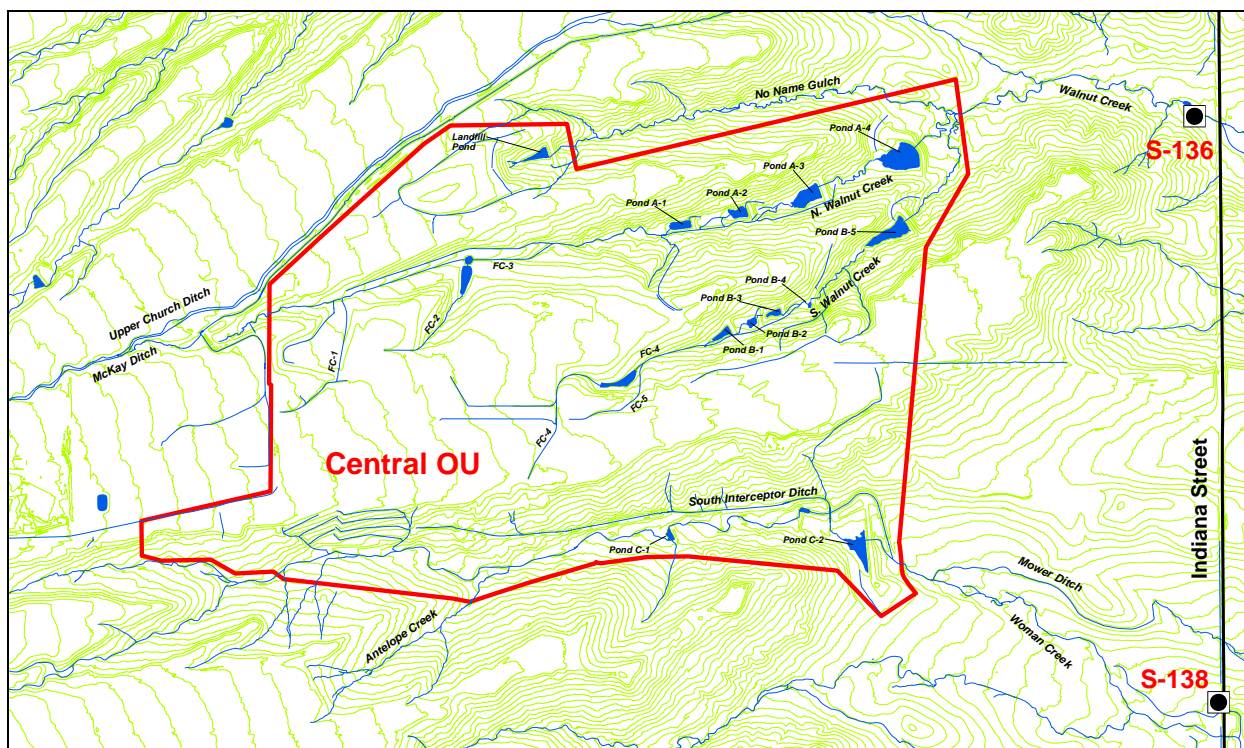 No Name Gulch
Walnut Creek
S-136
Landfill
Pond
Pond A-4
Pond A-3
Pond A-2
Pond A-1
N. Walnut Creek
Pond B-5
FC-3
Pond B-4
Pond B-3
S. Walnut Creek
Upper Church Ditch
FC-2
Pond B-2
Pond B-1
McKay Ditch
FC-1
FC-4
FC-5
FC-4
Central OU
Indiana Street
South Interceptor Ditch
Pond C-1
Pond C-2
Mower Ditch
Antelope Creek
Woman Creek
S-138